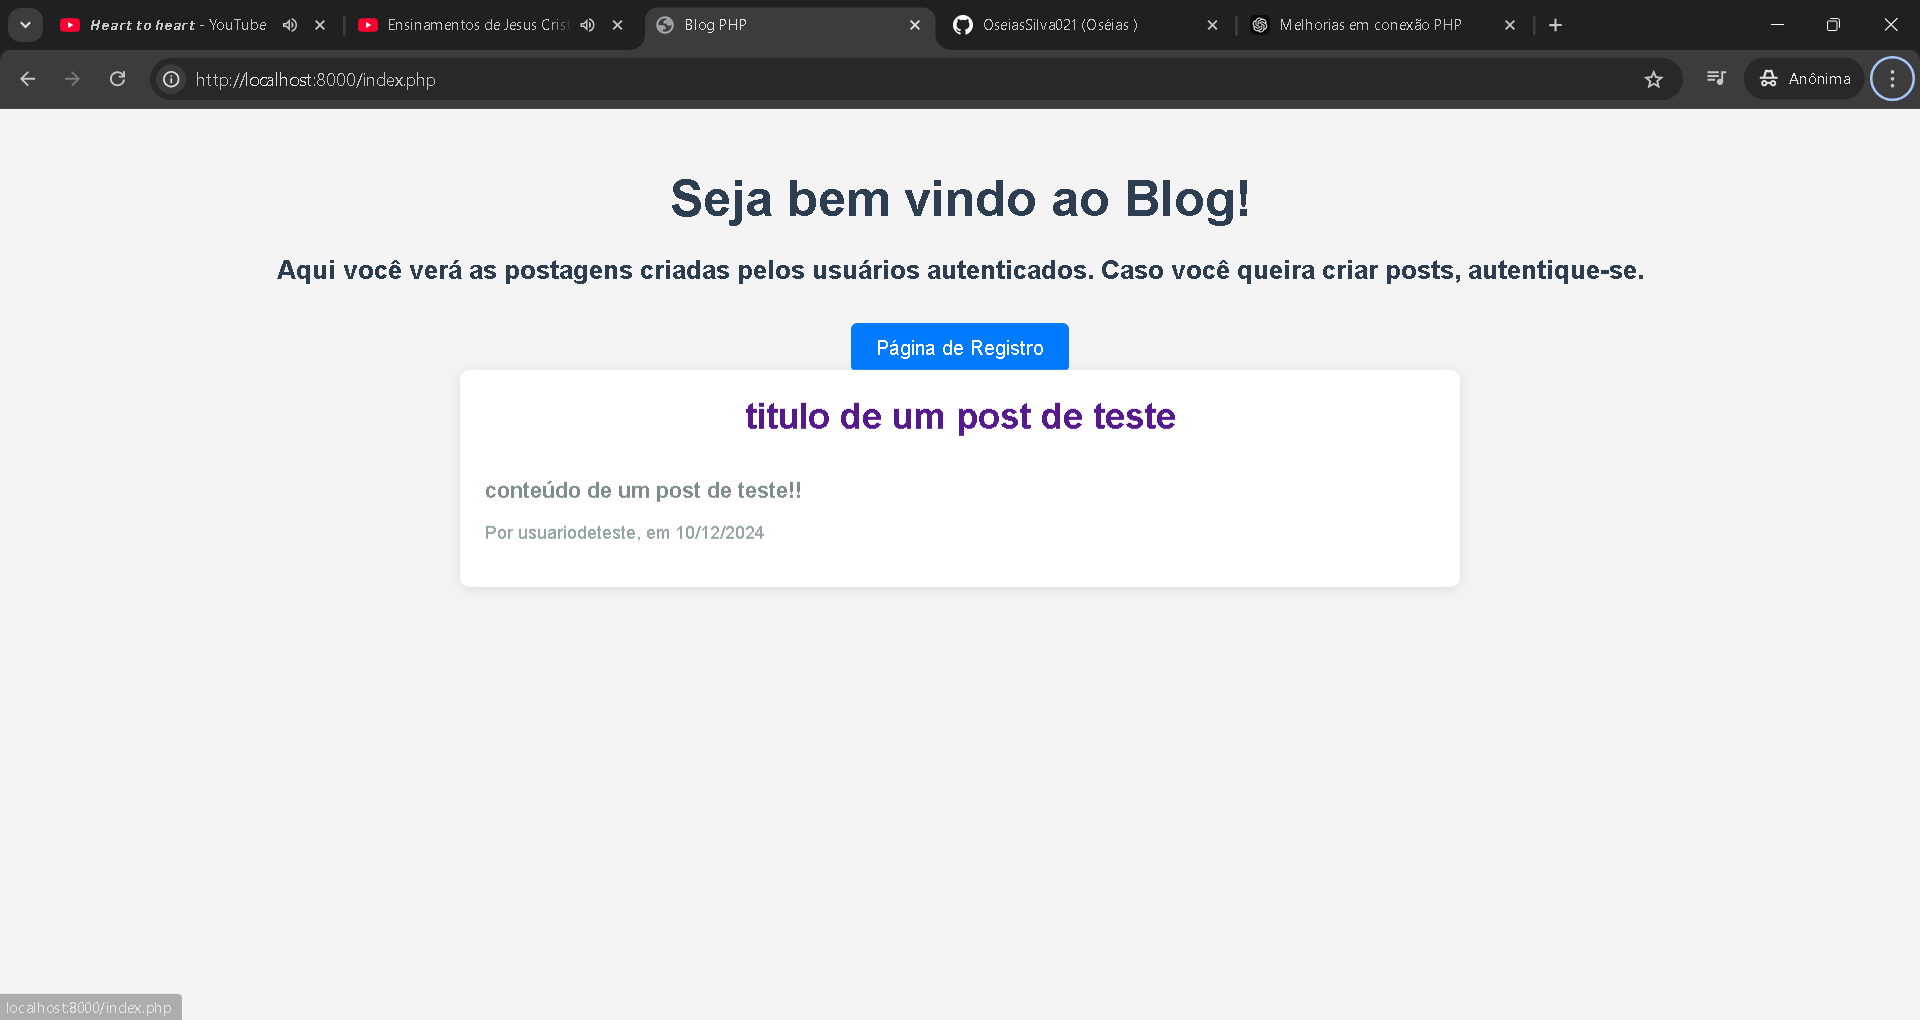 Heart to heart - YouTube
Ensinamentos de Jesus Crist
Blog PHP
OseiasSilva021 (Oséias )
Melhorias em conexão PHP
http://localhost:8000/index.php
Anônima
Seja bem vindo ao Blog!
Aqui você verá as postagens criadas pelos usuários autenticados. Caso você queira criar posts, autentique-se.
Página de Registro
titulo de um post de teste
conteúdo de um post de teste!!
Por usuariodeteste, em 10/12/2024
localhost:8000/index.php